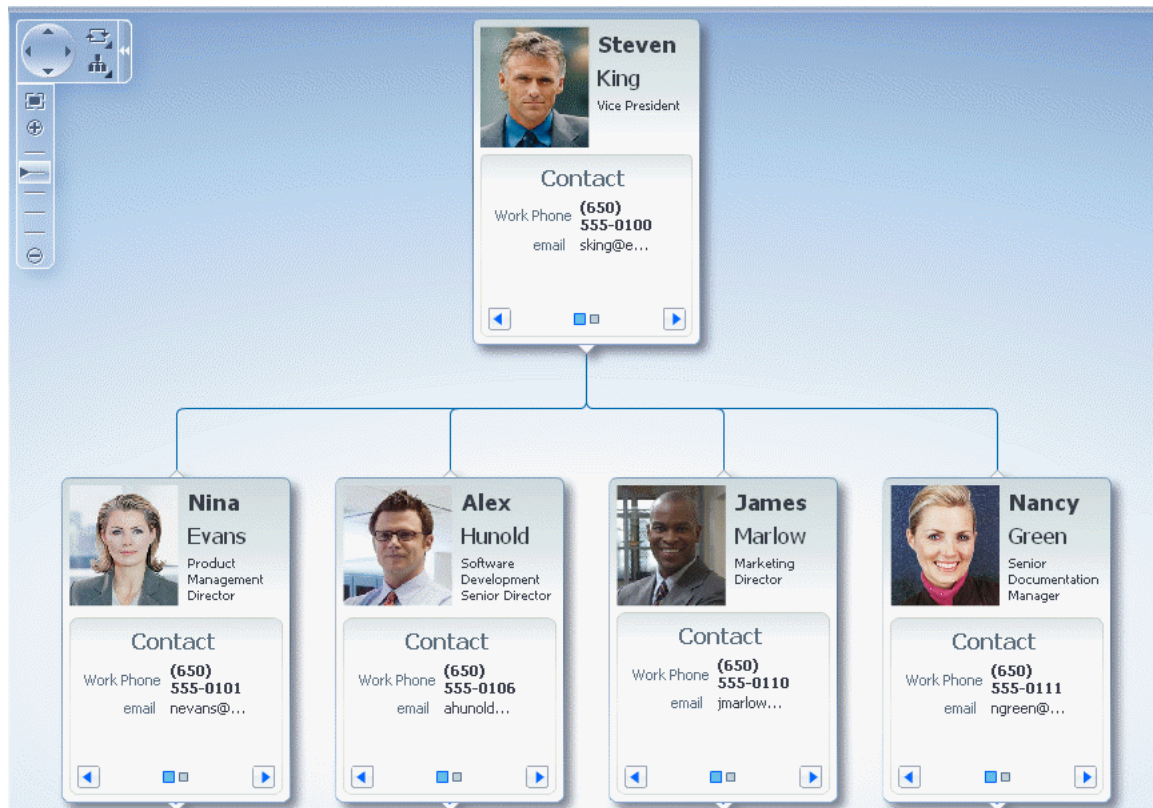 Steven
King
Vice President
Contact
Work Phone (650)
555-0100
email sking@e...
Nina
Evans
Product
Management
Director
Contact
Work Phone (650)
555-0101
email nevans@...
Alex
Hunold
Software
Development
Senior Director
Contact
Work Phone (650)
555-0106
email ahunold...
James
Marlow
Marketing
Director
Contact
Work Phone (650)
555-0110
email jmarlow...
Nancy
Green
Senior
Documentation
Manager
Contact
Work Phone (650)
555-0111
email ngreen@...